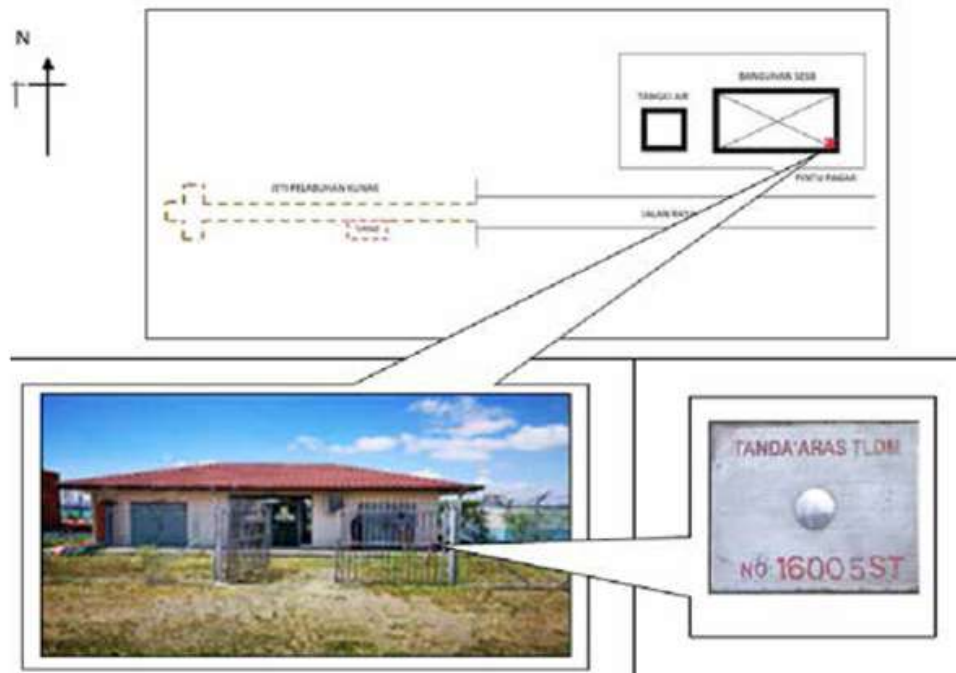 N
BANGUNAN SESB
TANGKI AIR
PINTU PAGAR
JETI PELABUHAN KUNAK
JALAN RAYA
TANDA ARAS TLDM
NO 16005ST